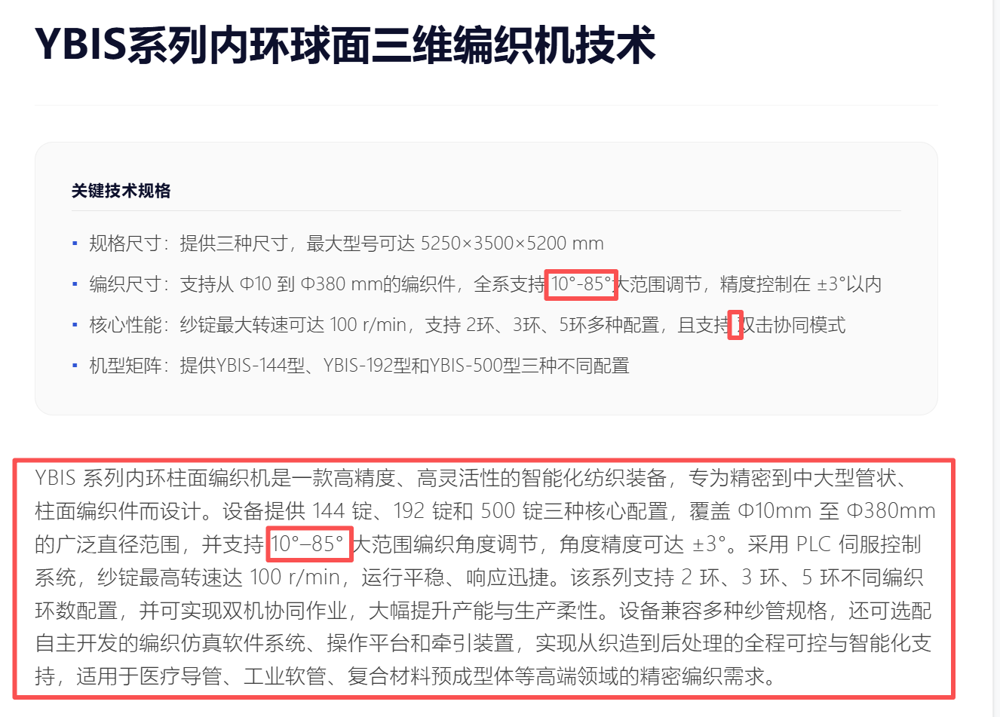 YBIS系列内环球面三维编织机技术
关键技术规格
▪ 规格尺寸：提供三种尺寸，最大型号可达 5250×3500×5200 mm
▪ 编织尺寸：支持从 Φ10 到 Φ380 mm的编织件，全系支持 10°-85°大范围调节，精度控制在 ±3°以内
▪ 核心性能：纱锭最大转速可达 100 r/min，支持 2环、3环、5环多种配置，且支持 双击协同模式
▪ 机型矩阵：提供YBIS-144型、YBIS-192型和YBIS-500型三种不同配置
YBIS 系列内环柱面编织机是一款高精度、高灵活性的智能化纺织装备，专为精密到中大型管状、
柱面编织件而设计。设备提供 144 锭、192 锭和 500 锭三种核心配置，覆盖 Φ10mm 至 Φ380mm
的广泛直径范围，并支持 10°–85° 大范围编织角度调节，角度精度可达 ±3°。采用 PLC 伺服控制
系统，纱锭最高转速达 100 r/min，运行平稳、响应迅捷。该系列支持 2 环、3 环、5 环不同编织
环数配置，并可实现双机协同作业，大幅提升产能与生产柔性。设备兼容多种纱管规格，还可选配
自主开发的编织仿真软件系统、操作平台和牵引装置，实现从织造到后处理的全程可控与智能化支
持，适用于医疗导管、工业软管、复合材料预成型体等高端领域的精密编织需求。